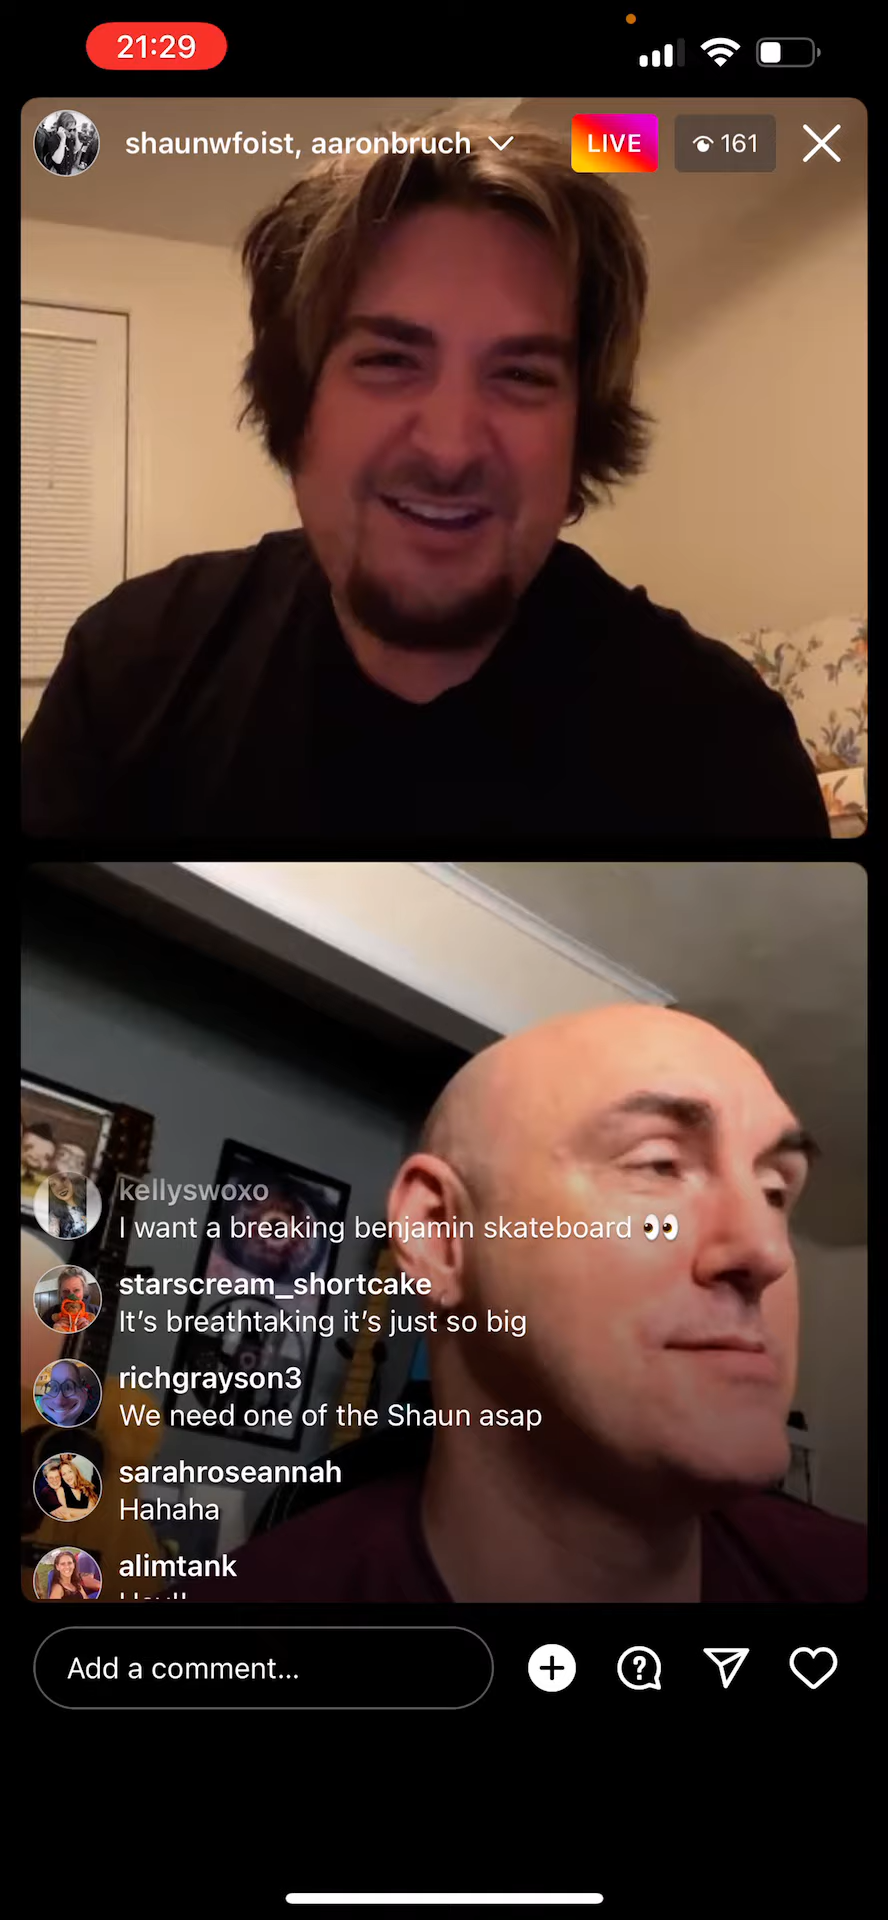 21:29
shaunwfoist, aaronbruch
LIVE
161
kellyswoxo
I want a breaking benjamin skateboard 👀
starscream_shortcake
It’s breathtaking it’s just so big
richgrayson3
We need one of the Shaun asap
sarahroseannah
Hahaha
alimtank
Add a comment...